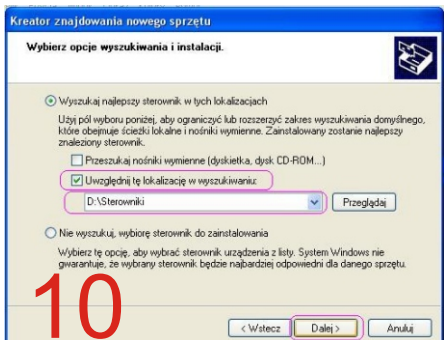 Kreator znajdowania nowego sprzętu
Wybierz opcje wyszukiwania i instalacji.
Wyszukaj najlepszy sterownik w tych lokalizacjach
Użyj pól wyboru poniżej, aby ograniczyć lub rozszerzyć zakres wyszukiwania domyślnego,
które obejmuje ścieżki lokalne i nośniki wymienne. Zainstalowany zostanie najlepszy
znaleziony sterownik.
Przeszukaj nośniki wymienne (dyskietka, dysk CD-ROM...)
Uwzględnij tę lokalizację w wyszukiwaniu:
D:\Sterowniki
Przeglądaj
Nie wyszukuj, wybiorę sterownik do zainstalowania
Wybierz tę opcję, aby wybrać sterownik urządzenia z listy. System Windows nie
gwarantuje, że wybrany sterownik będzie najbardziej odpowiedni dla danego sprzętu.
10
< Wstecz Dalej > Anuluj